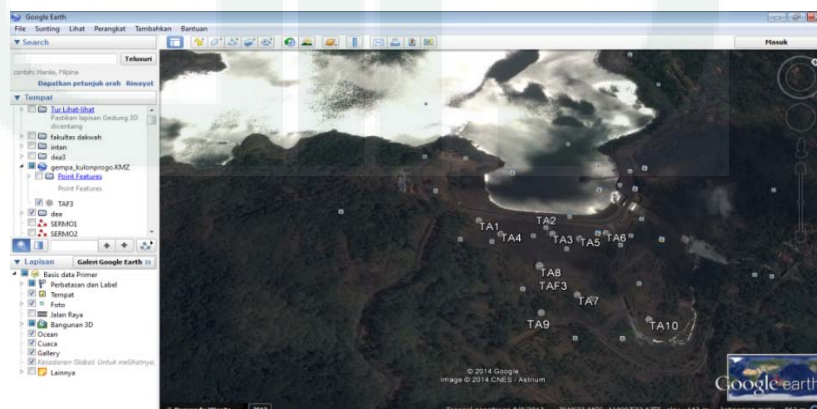 Google Earth
File Sunting Lihat Perangkat Tambahkan Bantuan
Search
Telusuri
contoh: Manila, Filipina
Dapatkan petunjuk arah Riwayat
Tempat
Tur Lihat-lihat
Pastikan lapisan Gedung 3D
dicentang
fakultas dakwah
intan
dea3
gempa_kulonprogo.KMZ
Point Features
Point Features
TAF3
dea
SERMO1
SERMO2
Lapisan Galeri Google Earth
Basis data Primer
Perbatasan dan Label
Tempat
Foto
Jalan Raya
Bangunan 3D
Ocean
Cuaca
Gallery
Kesadaran Global: Untuk melihatnya,
Lainnya
Masuk
TA1
TA2
TA4
TA3
TA5
TA6
TA8
TAF3
TA7
TA9
TA10
© 2014 Google
Image © 2014 CNES / Astrium
Google earth
2013